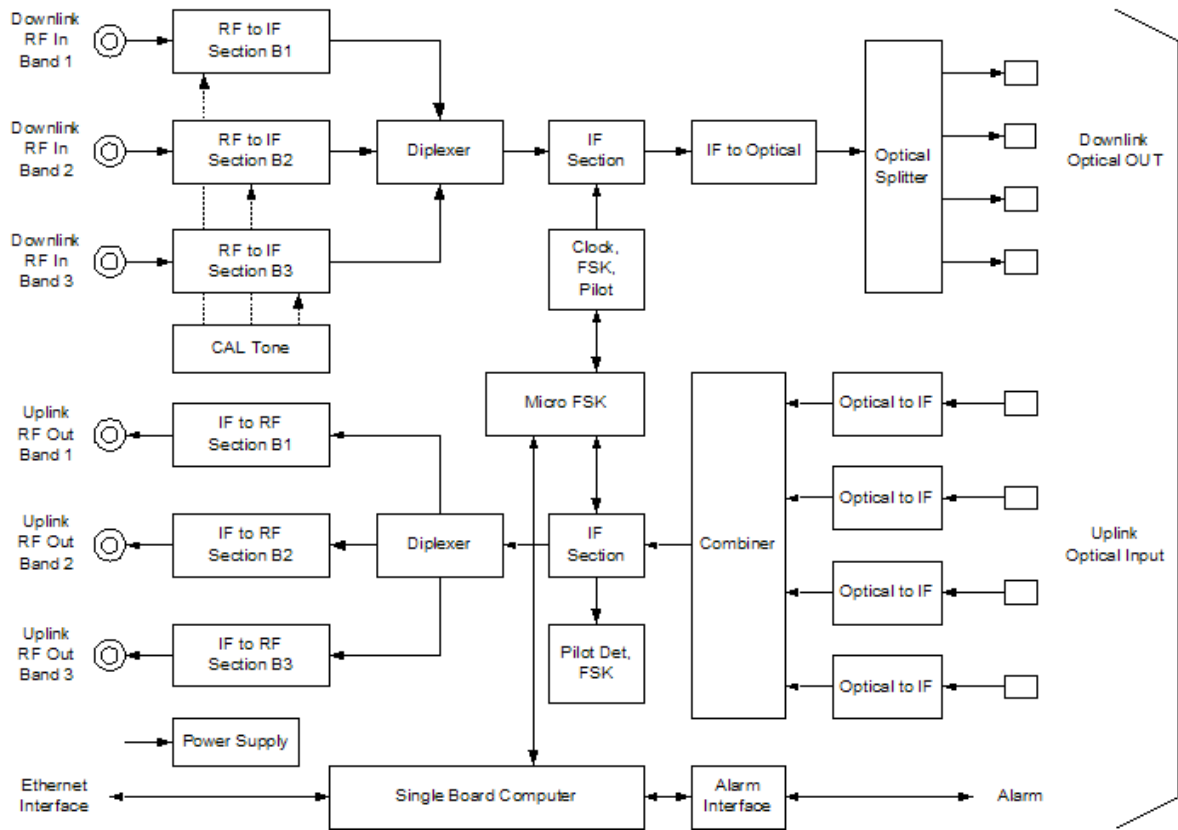 Downlink
RF In
Band 1
RF to IF
Section B1
Downlink
RF In
Band 2
RF to IF
Section B2
Diplexer
IF
Section
IF to Optical
Optical
Splitter
Downlink
Optical OUT
Downlink
RF In
Band 3
RF to IF
Section B3
Clock,
FSK,
Pilot
CAL Tone
Uplink
RF Out
Band 1
IF to RF
Section B1
Micro FSK
Optical to IF
Optical to IF
Uplink
RF Out
Band 2
IF to RF
Section B2
Diplexer
IF
Section
Combiner
Uplink
Optical Input
Optical to IF
Uplink
RF Out
Band 3
IF to RF
Section B3
Pilot Det,
FSK
Optical to IF
Power Supply
Ethernet
Interface
Single Board Computer
Alarm
Interface
Alarm